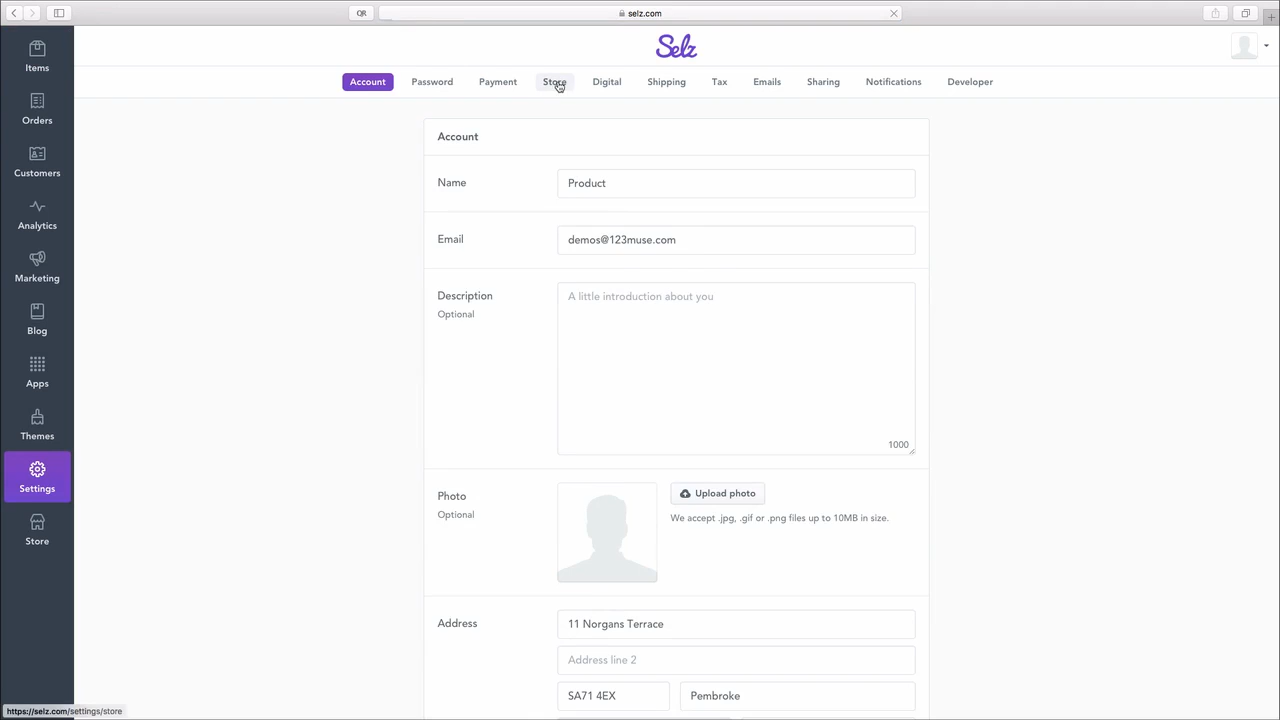 QR
selz.com
Selz
Items
Orders
Customers
Analytics
Marketing
Blog
Apps
Themes
Settings
Store
Account Password Payment Store Digital Shipping Tax Emails Sharing Notifications Developer
Account
Name Product
Email demos@123muse.com
Description A little introduction about you
Optional
1000
Photo Upload photo
Optional We accept .jpg, .gif or .png files up to 10MB in size.
Address 11 Norgans Terrace
Address line 2
SA71 4EX Pembroke
https://selz.com/settings/store